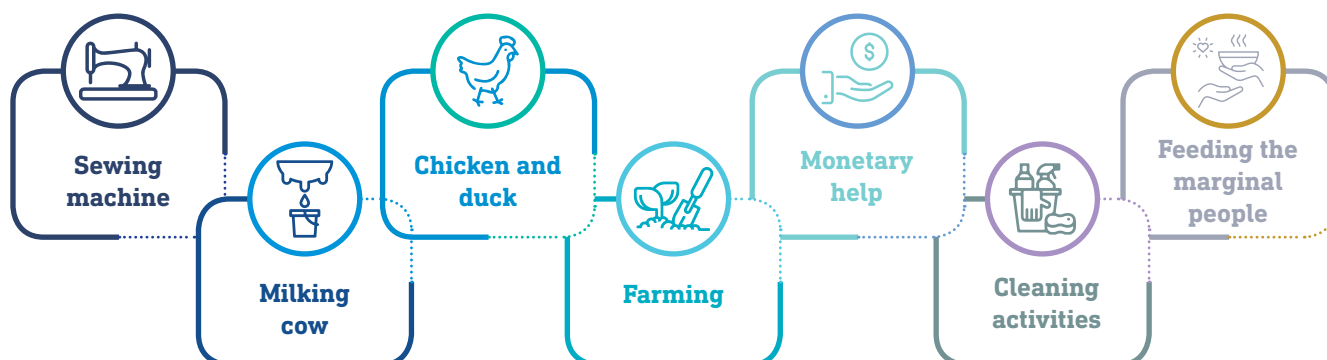 Sewing
machine
Milking
cow
Chicken and
duck
Farming
$
Monetary
help
Cleaning
activities
Feeding the
marginal
people